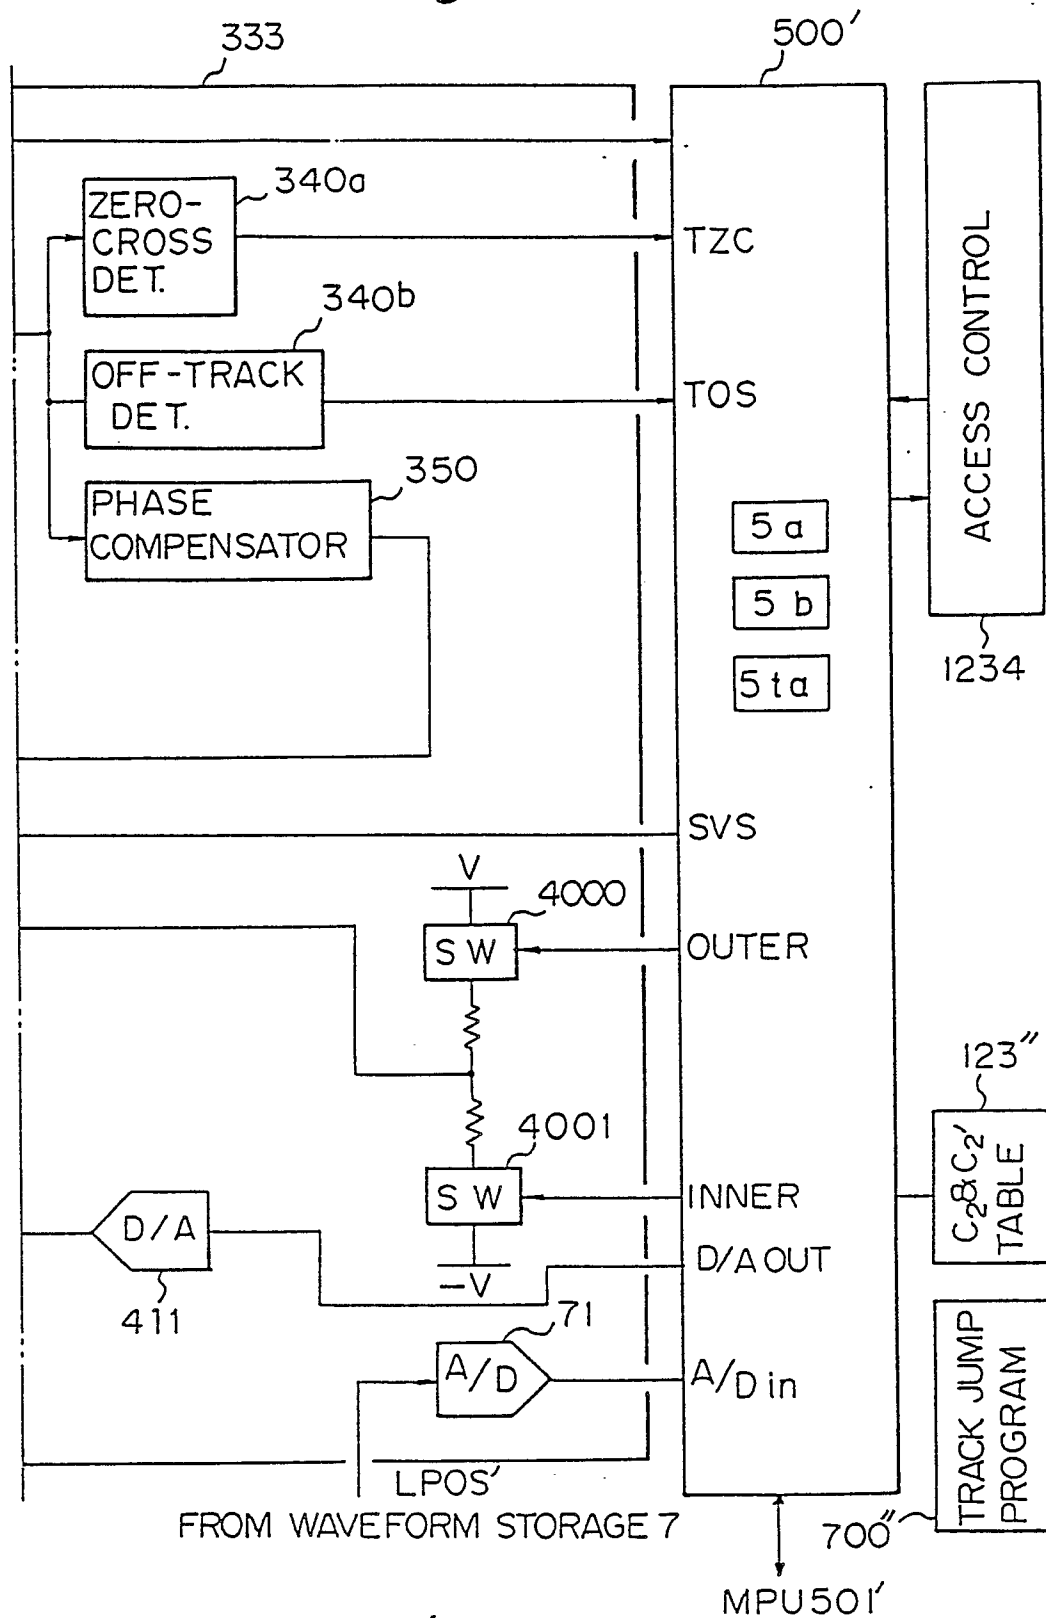 333
500′
340a
ZERO-
CROSS
DET.
TZC
340b
OFF-TRACK
DET.
TOS
ACCESS CONTROL
350
PHASE
COMPENSATOR
5a
5b
5ta
1234
SVS
V
4000
SW
OUTER
123″
4001
SW
INNER
C₂&C₂′
TABLE
D/A
411
-V
D/A OUT
71
A/D
A/D in
TRACK JUMP
PROGRAM
LPOS′
FROM WAVEFORM STORAGE 7
700″
MPU501′